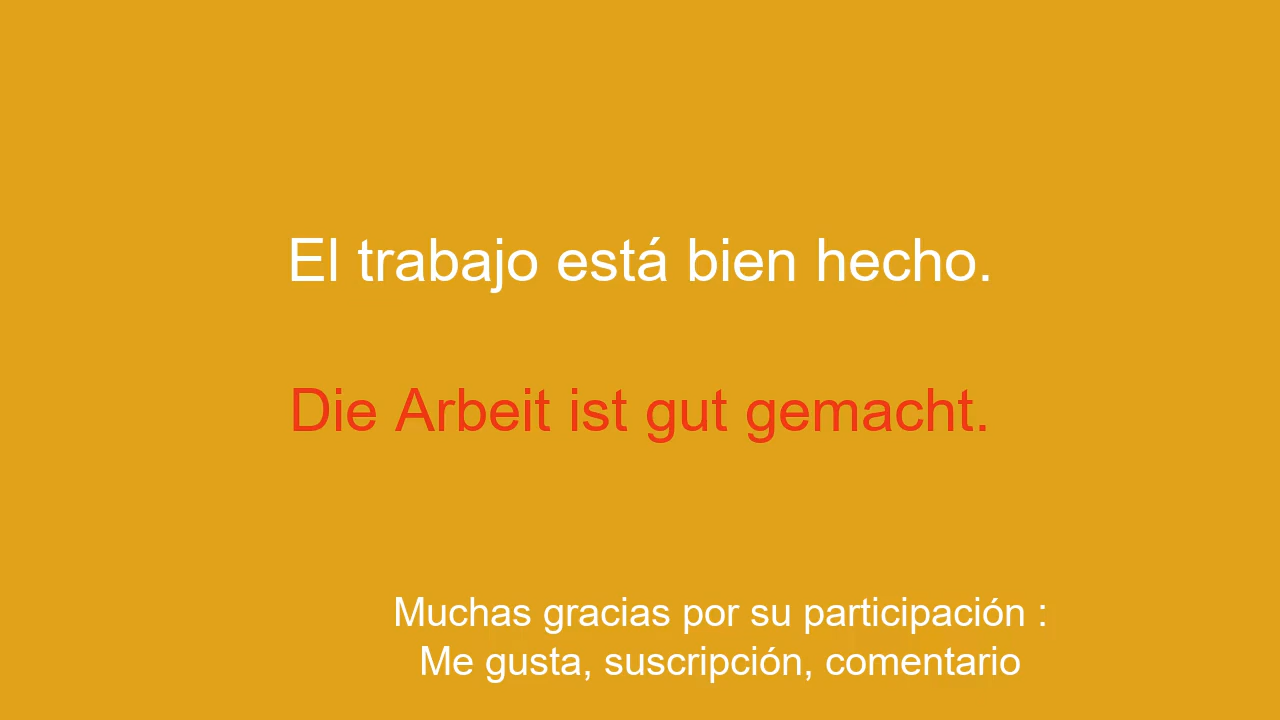 El trabajo está bien hecho.
Die Arbeit ist gut gemacht.
Muchas gracias por su participación :
Me gusta, suscripción, comentario